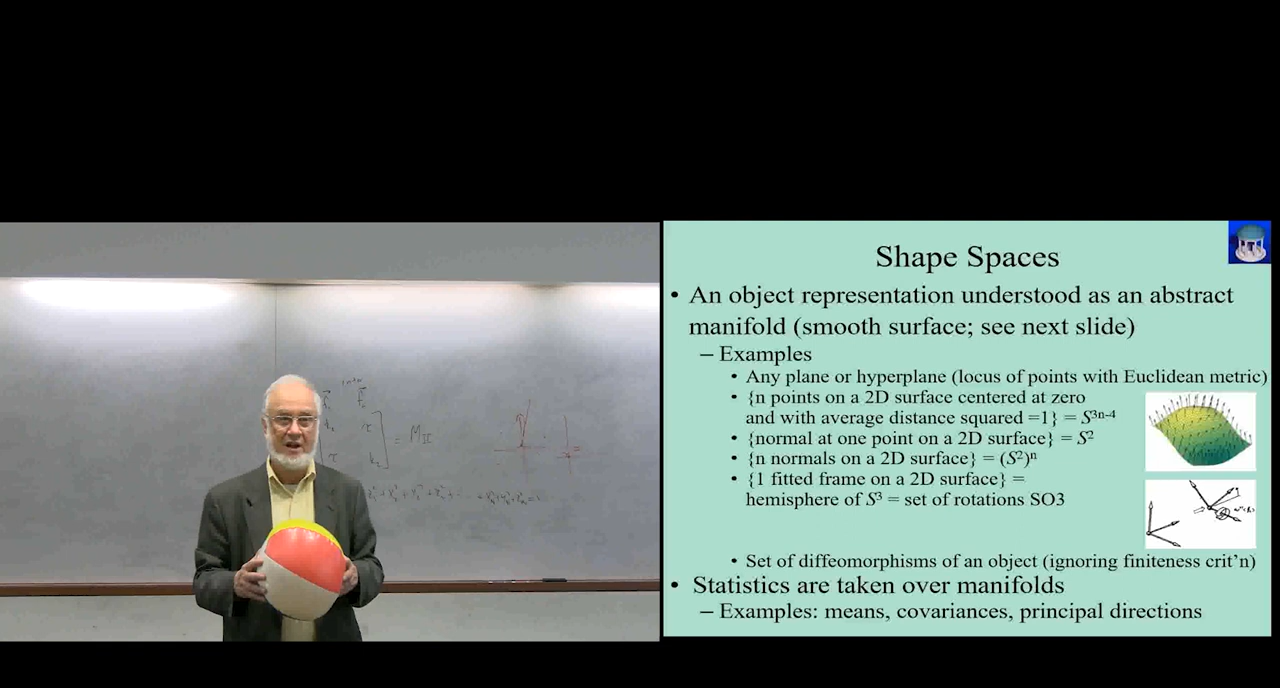 Shape Spaces
• An object representation understood as an abstract
manifold (smooth surface; see next slide)
– Examples
• Any plane or hyperplane (locus of points with Euclidean metric)
• {n points on a 2D surface centered at zero
and with average distance squared =1} = S³ⁿ⁻⁴
• {normal at one point on a 2D surface} = S²
• {n normals on a 2D surface} = (S²)ⁿ
• {1 fitted frame on a 2D surface} =
hemisphere of S³ = set of rotations SO3
• Set of diffeomorphisms of an object (ignoring finiteness crit'n)
• Statistics are taken over manifolds
– Examples: means, covariances, principal directions
= M_II